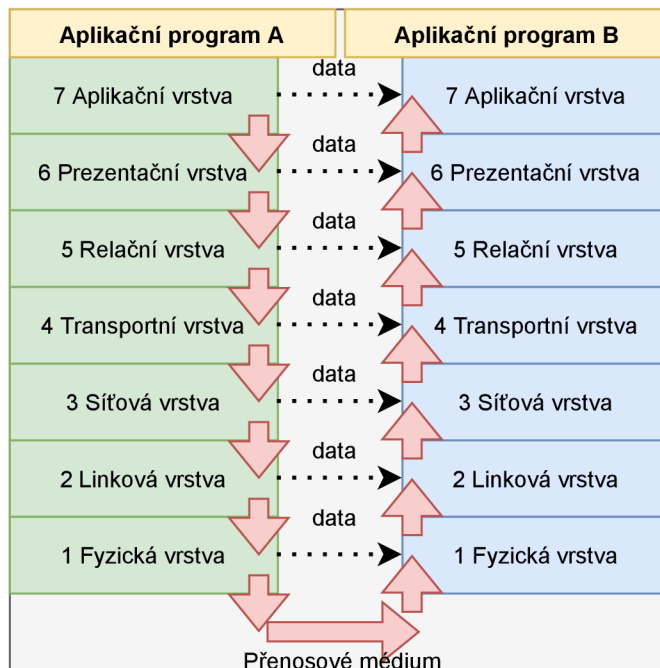 Aplikační program A Aplikační program B
data
7 Aplikační vrstva 7 Aplikační vrstva
data
6 Prezentační vrstva 6 Prezentační vrstva
data
5 Relační vrstva 5 Relační vrstva
data
4 Transportní vrstva 4 Transportní vrstva
data
3 Síťová vrstva 3 Síťová vrstva
data
2 Linková vrstva 2 Linková vrstva
data
1 Fyzická vrstva 1 Fyzická vrstva
Přenosové médium